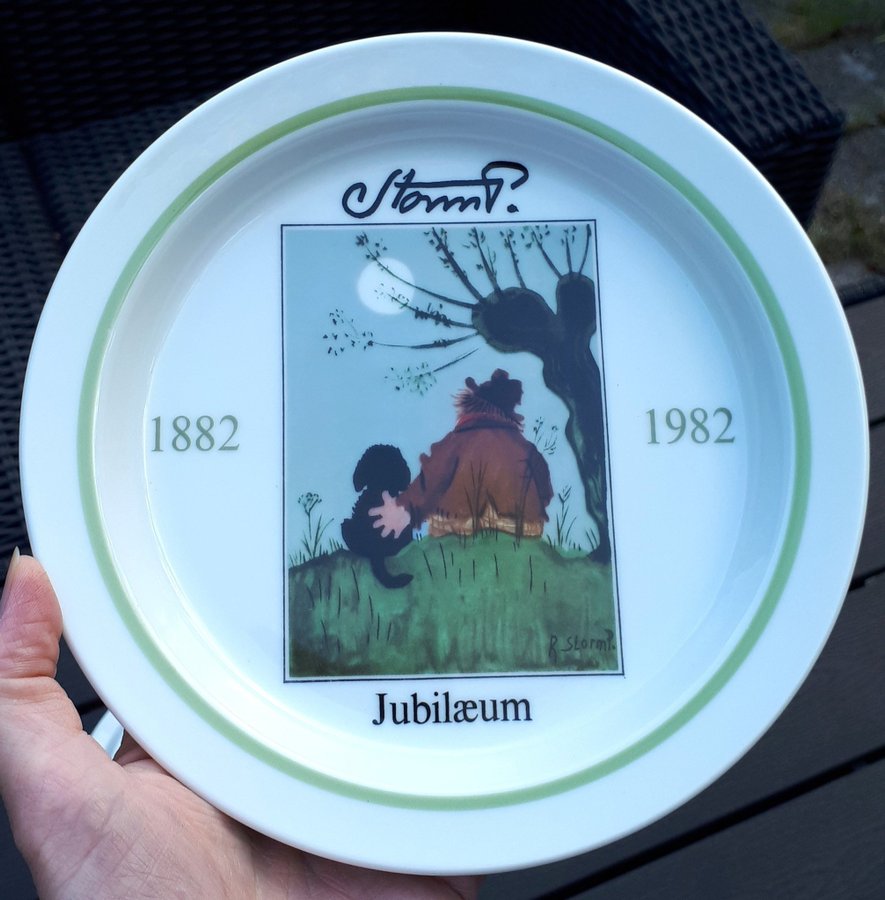 Storm P.
1882
1982
R. Storm P.
Jubilæum